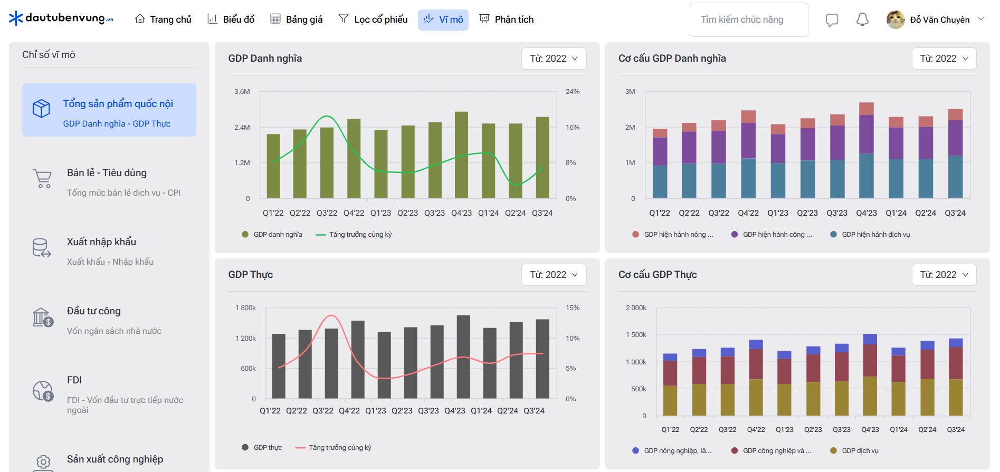 dautubenvung.vn
Trang chủ
Biểu đồ
Bảng giá
Lọc cổ phiếu
Vĩ mô
Phân tích
Tìm kiếm chức năng
Đỗ Văn Chuyên
Chỉ số vĩ mô
Tổng sản phẩm quốc nội
GDP Danh nghĩa - GDP Thực
Bán lẻ - Tiêu dùng
Tổng mức bán lẻ dịch vụ - CPI
Xuất nhập khẩu
Xuất khẩu - Nhập khẩu
Đầu tư công
Vốn ngân sách nhà nước
FDI
FDI - Vốn đầu tư trực tiếp nước
ngoài
Sản xuất công nghiệp
GDP Danh nghĩa
Từ: 2022
3.6M 24%
2.4M 16%
1.2M 8%
0 0%
Q1'22 Q2'22 Q3'22 Q4'22 Q1'23 Q2'23 Q3'23 Q4'23 Q1'24 Q2'24 Q3'24
GDP danh nghĩa Tăng trưởng cùng kỳ
Cơ cấu GDP Danh nghĩa
Từ: 2022
3M
2M
1M
0
Q1'22 Q2'22 Q3'22 Q4'22 Q1'23 Q2'23 Q3'23 Q4'23 Q1'24 Q2'24 Q3'24
GDP hiện hành nông ... GDP hiện hành công ... GDP hiện hành dịch vụ
GDP Thực
Từ: 2022
1 800k 15%
1 200k 10%
600k 5%
0 0%
Q1'22 Q2'22 Q3'22 Q4'22 Q1'23 Q2'23 Q3'23 Q4'23 Q1'24 Q2'24 Q3'24
GDP thực Tăng trưởng cùng kỳ
Cơ cấu GDP Thực
Từ: 2022
2 000k
1 500k
1 000k
500k
0
Q1'22 Q2'22 Q3'22 Q4'22 Q1'23 Q2'23 Q3'23 Q4'23 Q1'24 Q2'24 Q3'24
GDP nông nghiệp, lâ... GDP công nghiệp và ... GDP dịch vụ